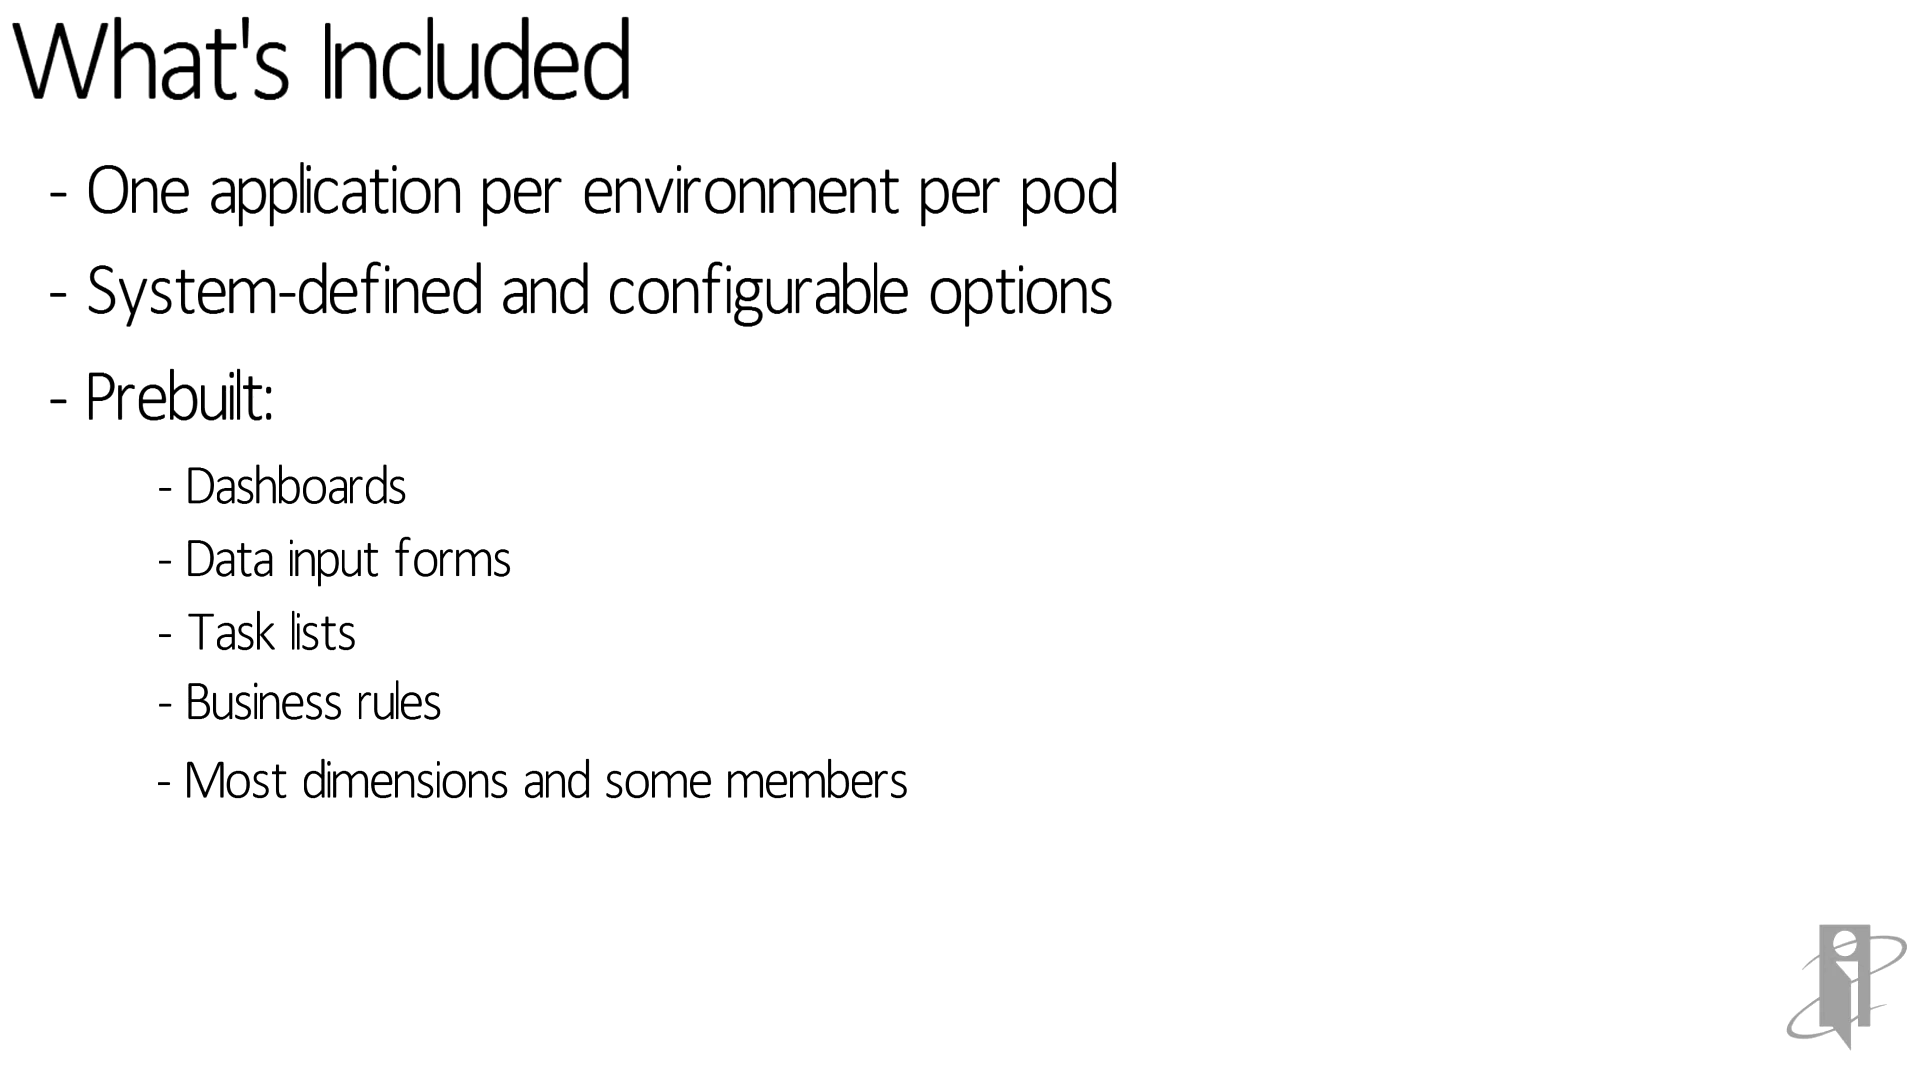 What's Included
- One application per environment per pod
- System-defined and configurable options
- Prebuilt:
- Dashboards
- Data input forms
- Task lists
- Business rules
- Most dimensions and some members